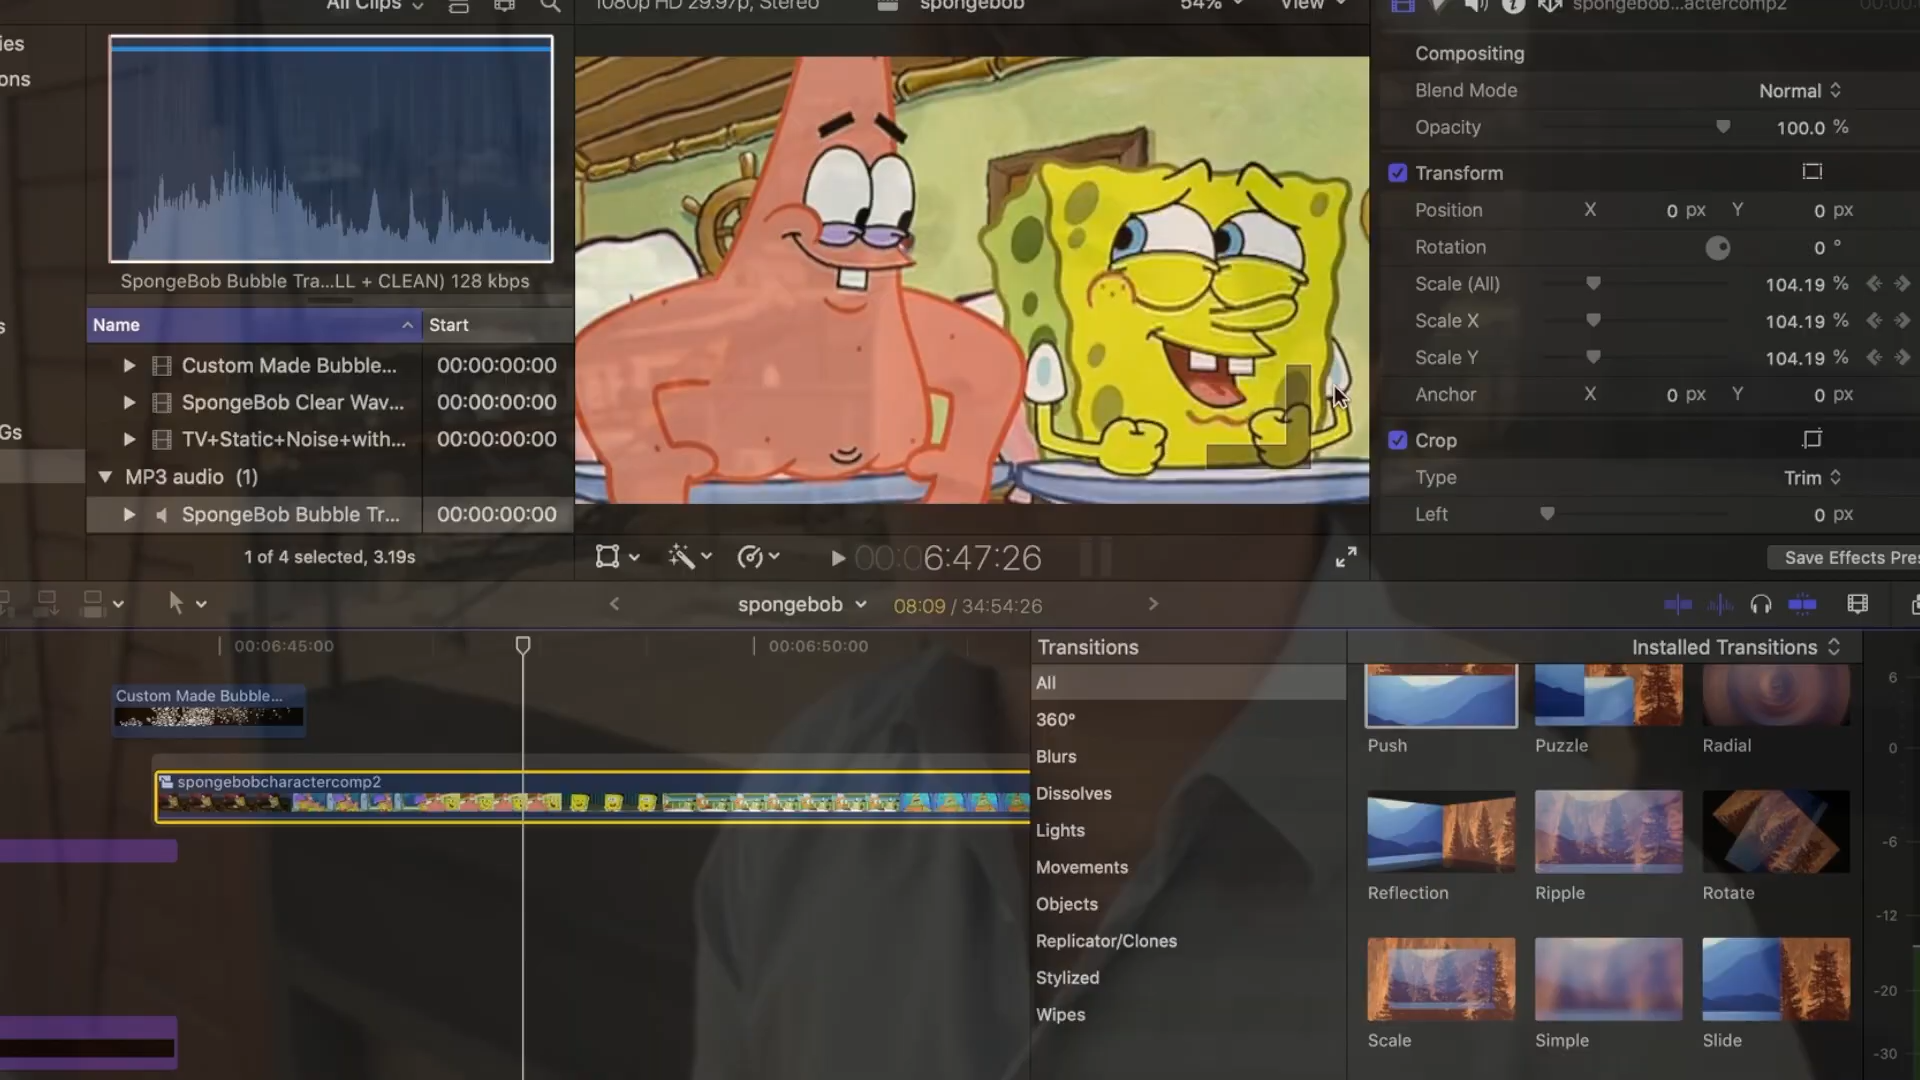 All Clips
1080p HD 29.97p, Stereo
spongebob
54%
View
spongebob...actercomp2
ies
ons
s
Gs
SpongeBob Bubble Tra...LL + CLEAN) 128 kbps
Name
Start
Custom Made Bubble...
00:00:00:00
SpongeBob Clear Wav...
00:00:00:00
TV+Static+Noise+with...
00:00:00:00
MP3 audio (1)
SpongeBob Bubble Tr...
00:00:00:00
1 of 4 selected, 3.19s
Compositing
Blend Mode
Normal
Opacity
100.0 %
Transform
Position
X 0 px Y 0 px
Rotation
0 °
Scale (All)
104.19 %
Scale X
104.19 %
Scale Y
104.19 %
Anchor
X 0 px Y 0 px
Crop
Type
Trim
Left
0 px
Save Effects Pres
00:06:47:26
spongebob
08:09 / 34:54:26
00:06:45:00
00:06:50:00
Custom Made Bubble...
spongebobcharactercomp2
Transitions
Installed Transitions
All
360°
Blurs
Dissolves
Lights
Movements
Objects
Replicator/Clones
Stylized
Wipes
Push
Puzzle
Radial
Reflection
Ripple
Rotate
Scale
Simple
Slide
6
0
-6
-12
-20
-30